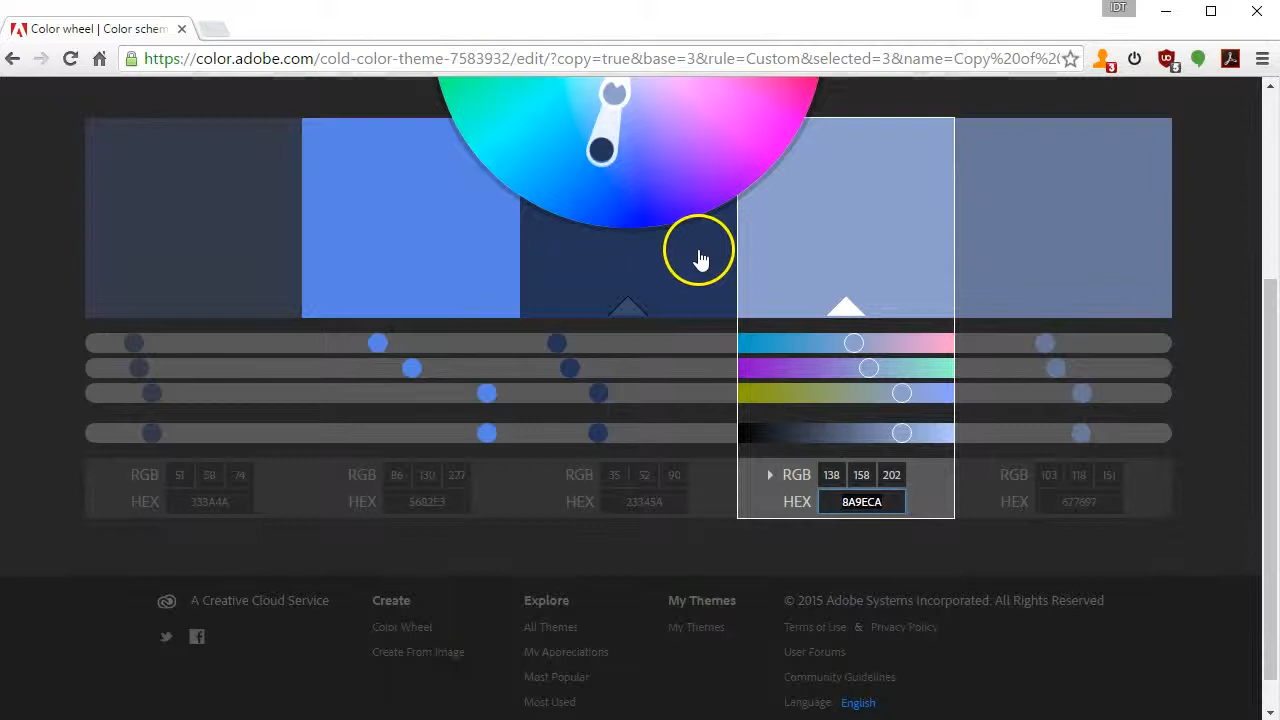 IDT
Color wheel | Color schem
https://color.adobe.com/cold-color-theme-7583932/edit/?copy=true&base=3&rule=Custom&selected=3&name=Copy%20of%20
3
5
RGB 51 58 74
HEX 333A4A
RGB 86 130 227
HEX 5682E3
RGB 35 52 90
HEX 23345A
RGB 138 158 202
HEX 8A9ECA
RGB 103 118 151
HEX 677697
A Creative Cloud Service
Create
Color Wheel
Create From Image
Explore
All Themes
My Appreciations
Most Popular
Most Used
My Themes
My Themes
© 2015 Adobe Systems Incorporated. All Rights Reserved
Terms of Use & Privacy Policy
User Forums
Community Guidelines
Language English